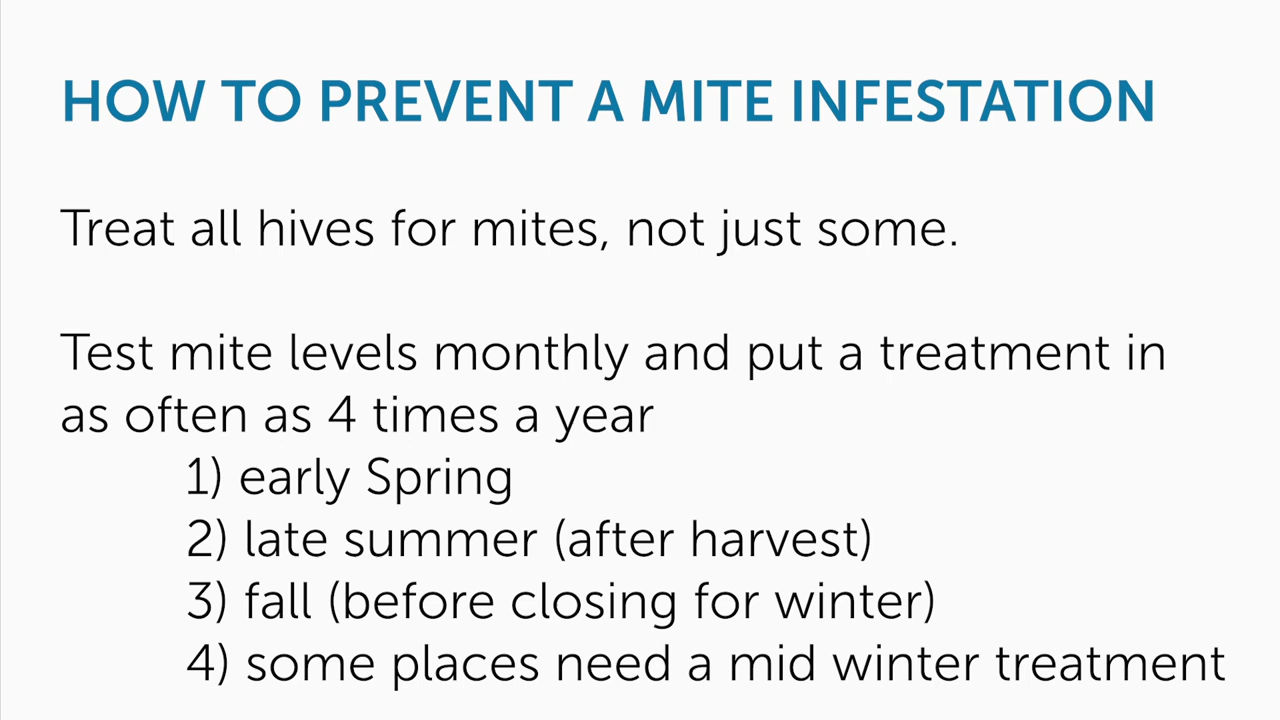 HOW TO PREVENT A MITE INFESTATION
Treat all hives for mites, not just some.
Test mite levels monthly and put a treatment in
as often as 4 times a year
1) early Spring
2) late summer (after harvest)
3) fall (before closing for winter)
4) some places need a mid winter treatment